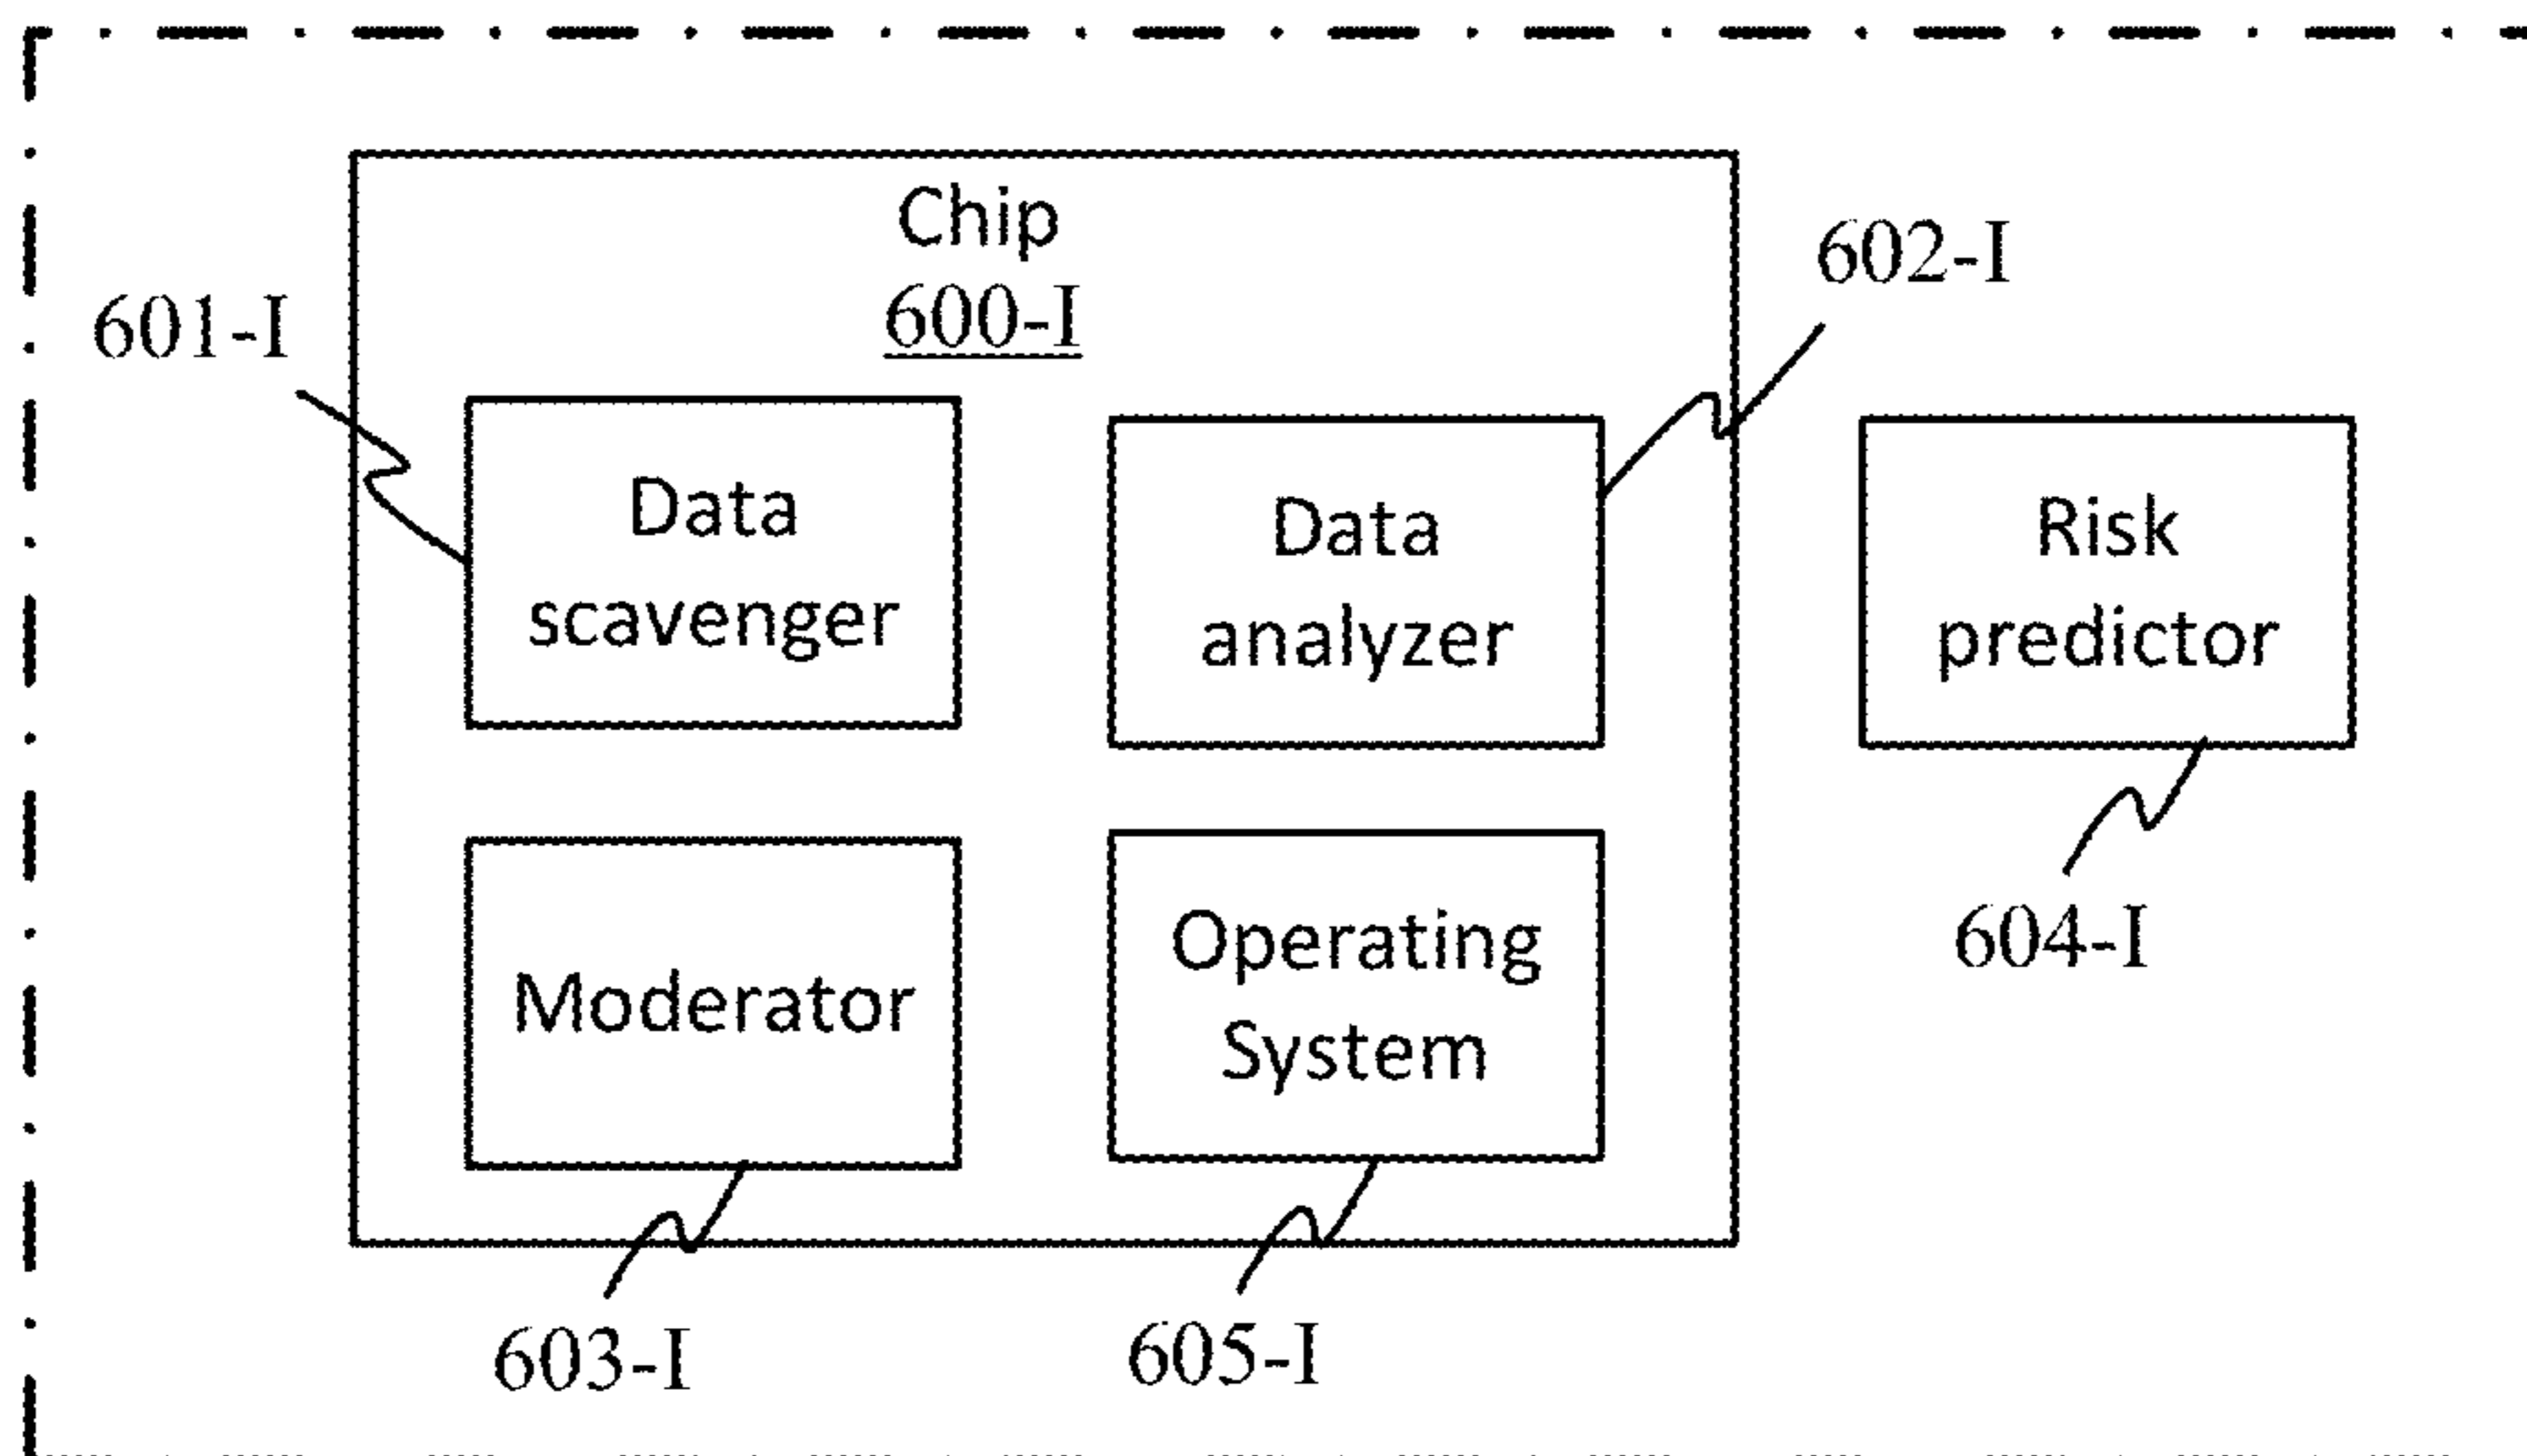 Chip
600-I
601-I
602-I
Data
scavenger
Data
analyzer
Risk
predictor
Moderator
Operating
System
604-I
603-I
605-I